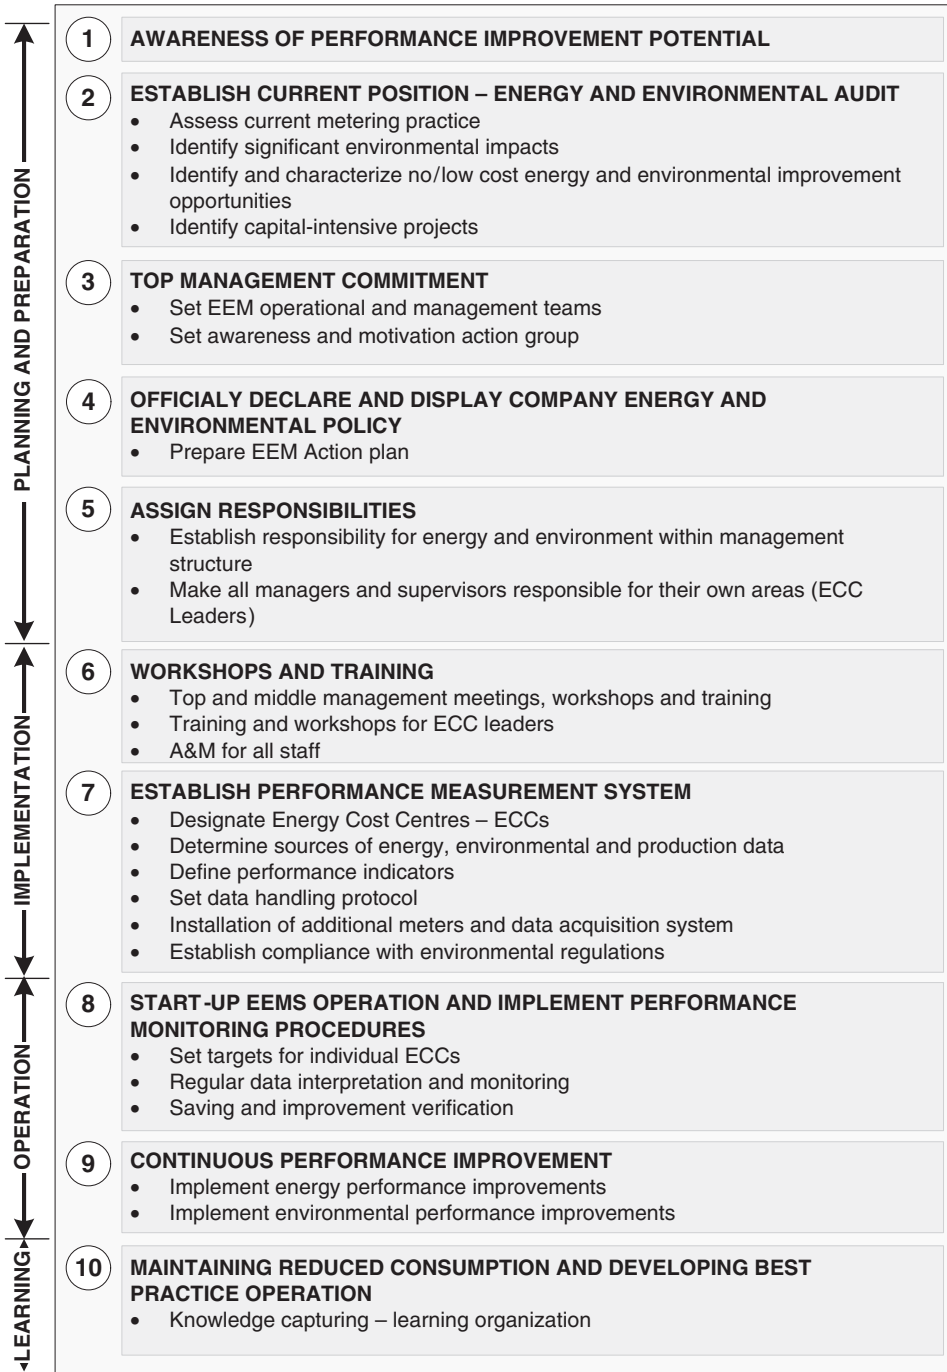 PLANNING AND PREPARATION
1
AWARENESS OF PERFORMANCE IMPROVEMENT POTENTIAL
2
ESTABLISH CURRENT POSITION – ENERGY AND ENVIRONMENTAL AUDIT
• Assess current metering practice
• Identify significant environmental impacts
• Identify and characterize no/low cost energy and environmental improvement
opportunities
• Identify capital-intensive projects
3
TOP MANAGEMENT COMMITMENT
• Set EEM operational and management teams
• Set awareness and motivation action group
4
OFFICIALY DECLARE AND DISPLAY COMPANY ENERGY AND
ENVIRONMENTAL POLICY
• Prepare EEM Action plan
5
ASSIGN RESPONSIBILITIES
• Establish responsibility for energy and environment within management
structure
• Make all managers and supervisors responsible for their own areas (ECC
Leaders)
IMPLEMENTATION
6
WORKSHOPS AND TRAINING
• Top and middle management meetings, workshops and training
• Training and workshops for ECC leaders
• A&M for all staff
7
ESTABLISH PERFORMANCE MEASUREMENT SYSTEM
• Designate Energy Cost Centres – ECCs
• Determine sources of energy, environmental and production data
• Define performance indicators
• Set data handling protocol
• Installation of additional meters and data acquisition system
• Establish compliance with environmental regulations
OPERATION
8
START-UP EEMS OPERATION AND IMPLEMENT PERFORMANCE
MONITORING PROCEDURES
• Set targets for individual ECCs
• Regular data interpretation and monitoring
• Saving and improvement verification
9
CONTINUOUS PERFORMANCE IMPROVEMENT
• Implement energy performance improvements
• Implement environmental performance improvements
LEARNING
10
MAINTAINING REDUCED CONSUMPTION AND DEVELOPING BEST
PRACTICE OPERATION
• Knowledge capturing – learning organization